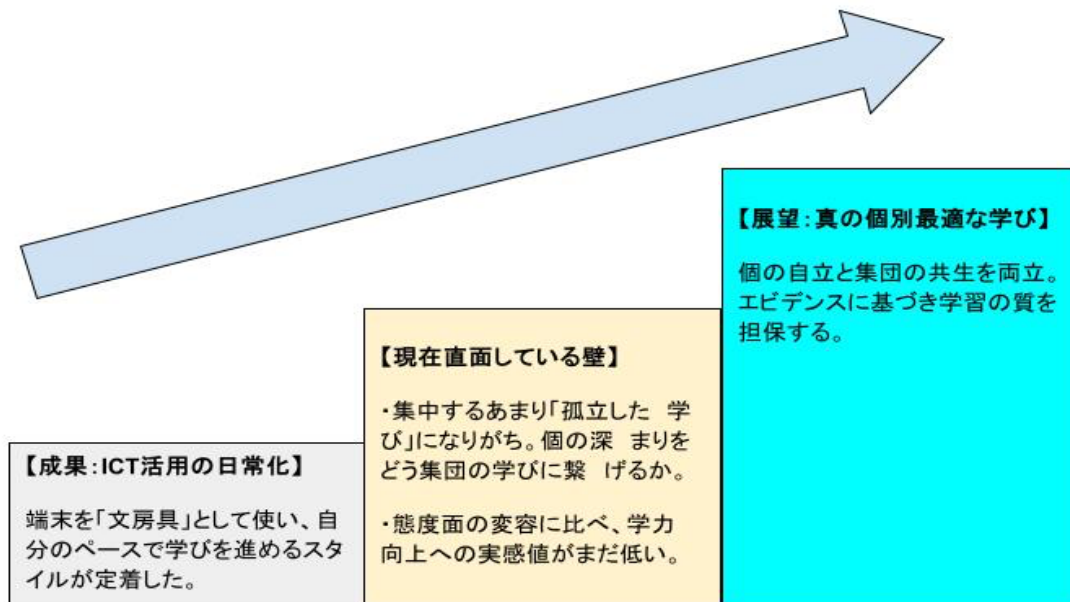 【成果:ICT活用の日常化】
端末を「文房具」として使い、自
分のペースで学びを進めるスタ
イルが定着した。
【現在直面している壁】
・集中するあまり「孤立した 学
び」になりがち。個の深 まりを
どう集団の学びに繋 げるか。
・態度面の変容に比べ、学力
向上への実感値がまだ低い。
【展望:真の個別最適な学び】
個の自立と集団の共生を両立。
エビデンスに基づき学習の質を
担保する。